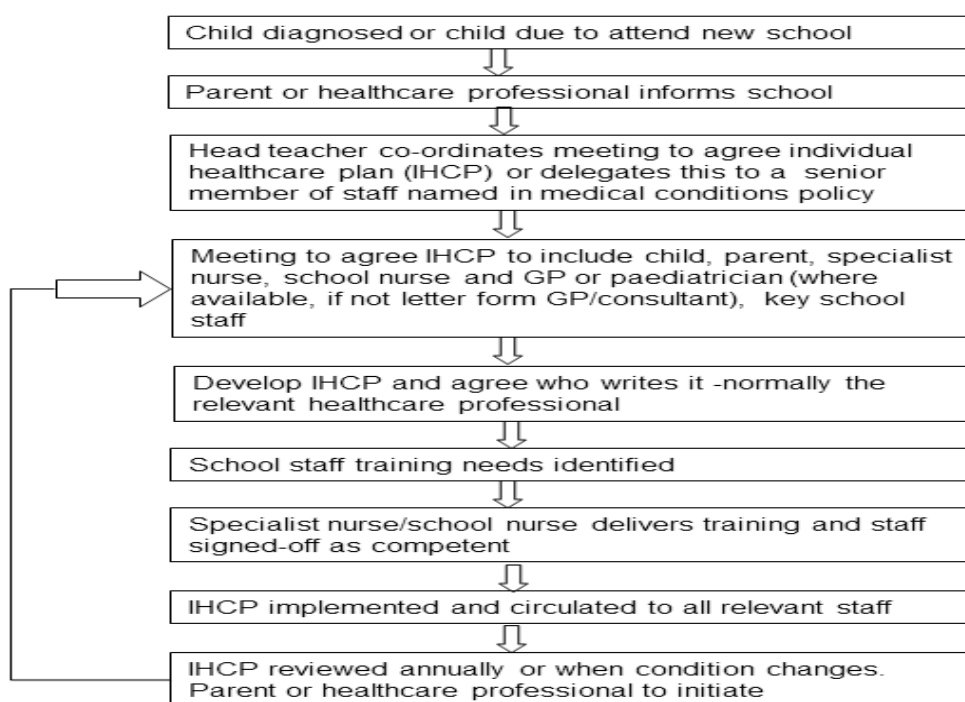 Child diagnosed or child due to attend new school
Parent or healthcare professional informs school
Head teacher co-ordinates meeting to agree individual
healthcare plan (IHCP) or delegates this to a senior
member of staff named in medical conditions policy
Meeting to agree IHCP to include child, parent, specialist
nurse, school nurse and GP or paediatrician (where
available, if not letter form GP/consultant), key school
staff
Develop IHCP and agree who writes it -normally the
relevant healthcare professional
School staff training needs identified
Specialist nurse/school nurse delivers training and staff
signed-off as competent
IHCP implemented and circulated to all relevant staff
IHCP reviewed annually or when condition changes.
Parent or healthcare professional to initiate